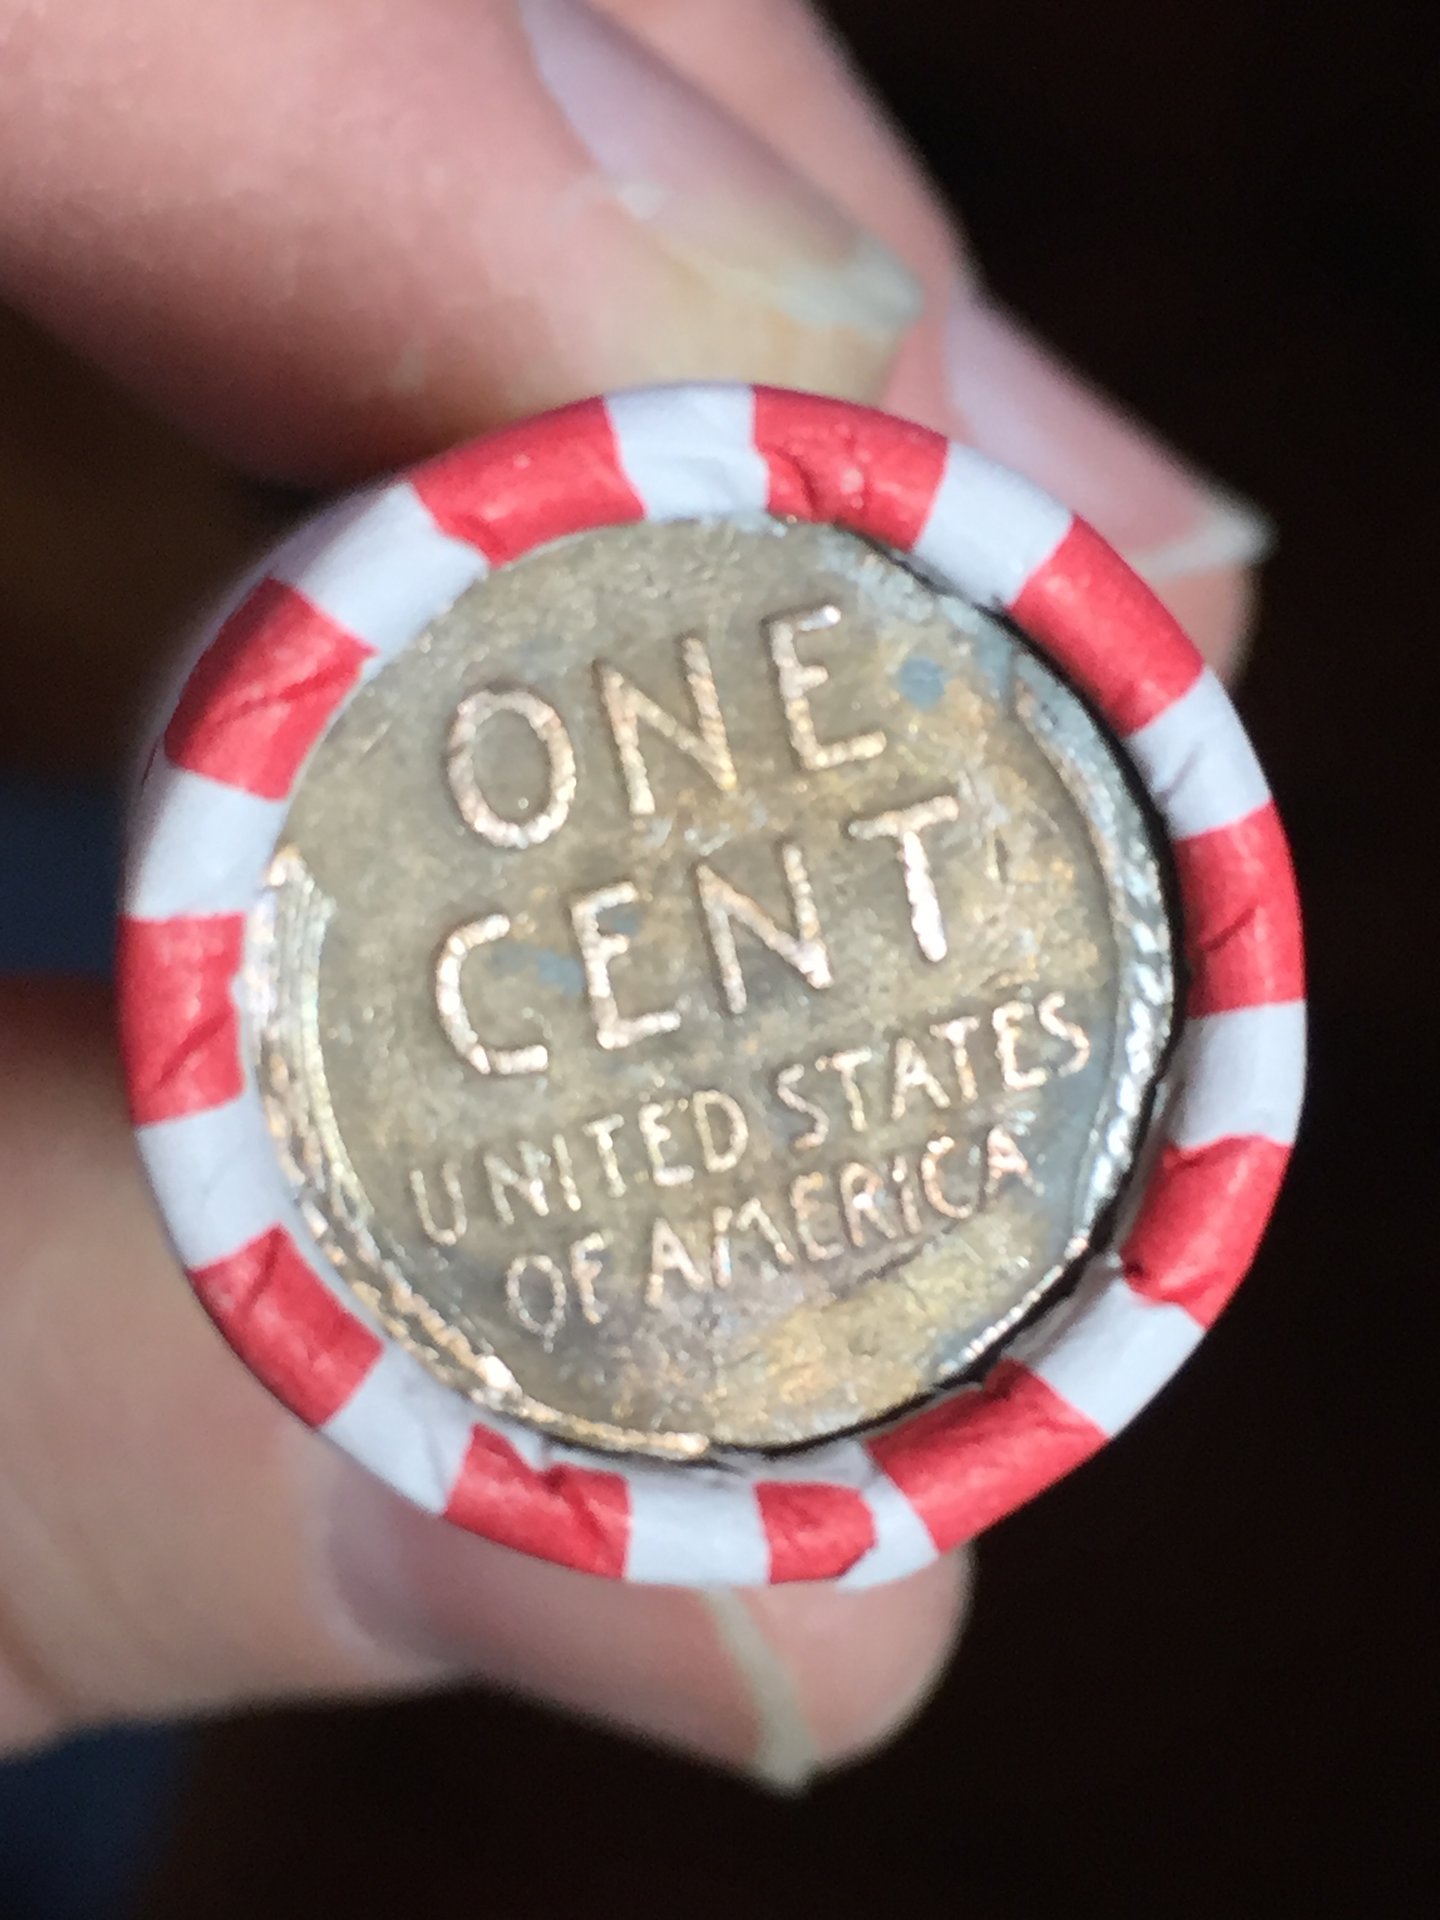 ONE
CENT
UNITED STATES
OF AMERICA